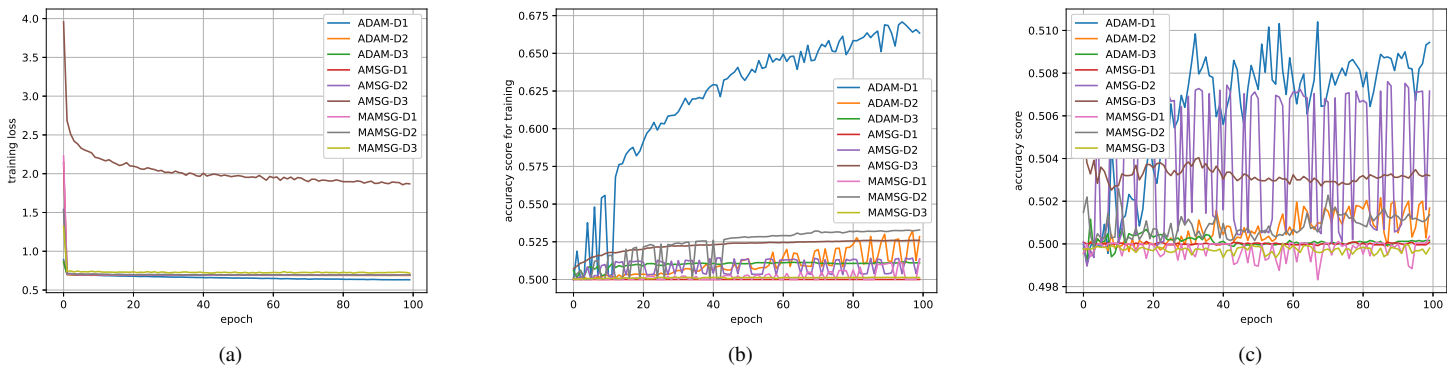 4.0
3.5
3.0
2.5
2.0
1.5
1.0
0.5
training loss
0
20
40
60
80
100
epoch
ADAM-D1
ADAM-D2
ADAM-D3
AMSG-D1
AMSG-D2
AMSG-D3
MAMSG-D1
MAMSG-D2
MAMSG-D3
(a)
0.675
0.650
0.625
0.600
0.575
0.550
0.525
0.500
accuracy score for training
0
20
40
60
80
100
epoch
ADAM-D1
ADAM-D2
ADAM-D3
AMSG-D1
AMSG-D2
AMSG-D3
MAMSG-D1
MAMSG-D2
MAMSG-D3
(b)
0.510
0.508
0.506
0.504
0.502
0.500
0.498
accuracy score
0
20
40
60
80
100
epoch
ADAM-D1
ADAM-D2
ADAM-D3
AMSG-D1
AMSG-D2
AMSG-D3
MAMSG-D1
MAMSG-D2
MAMSG-D3
(c)